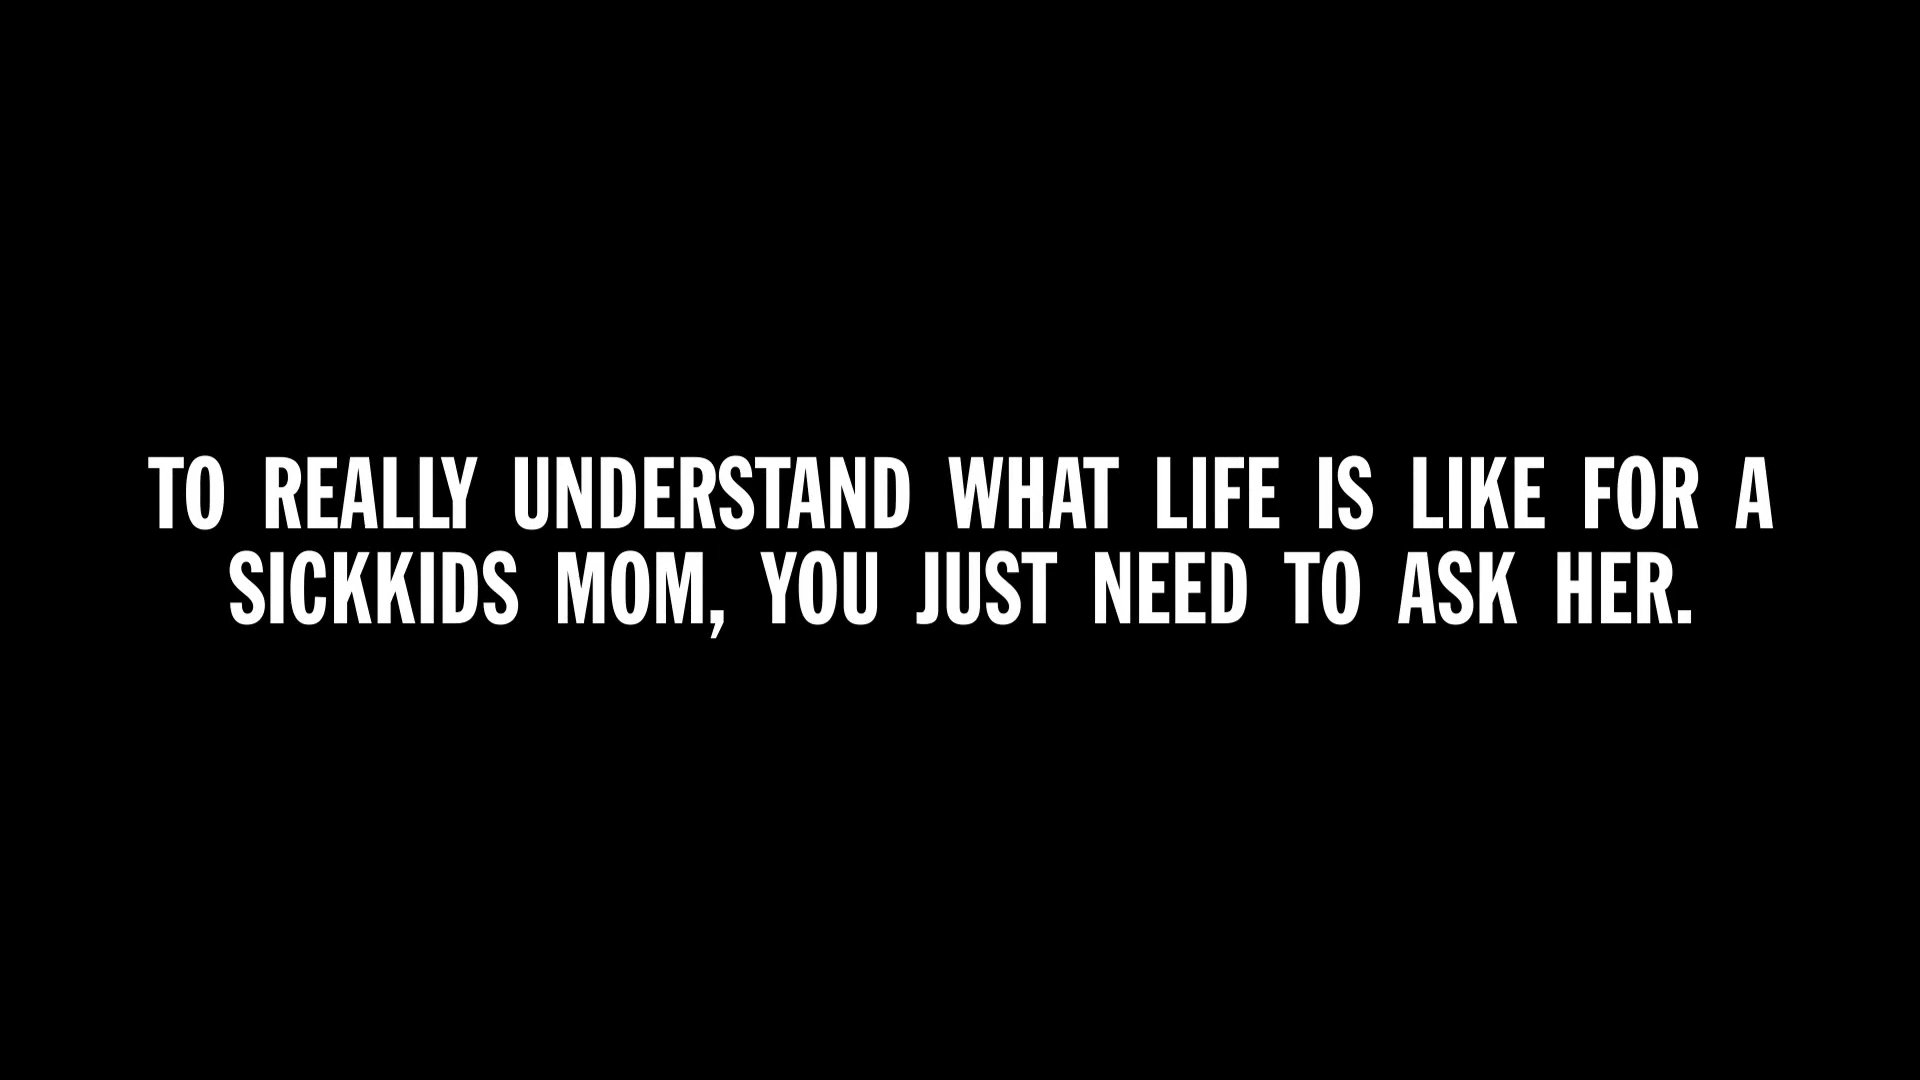 TO REALLY UNDERSTAND WHAT LIFE IS LIKE FOR A
SICKKIDS MOM, YOU JUST NEED TO ASK HER.